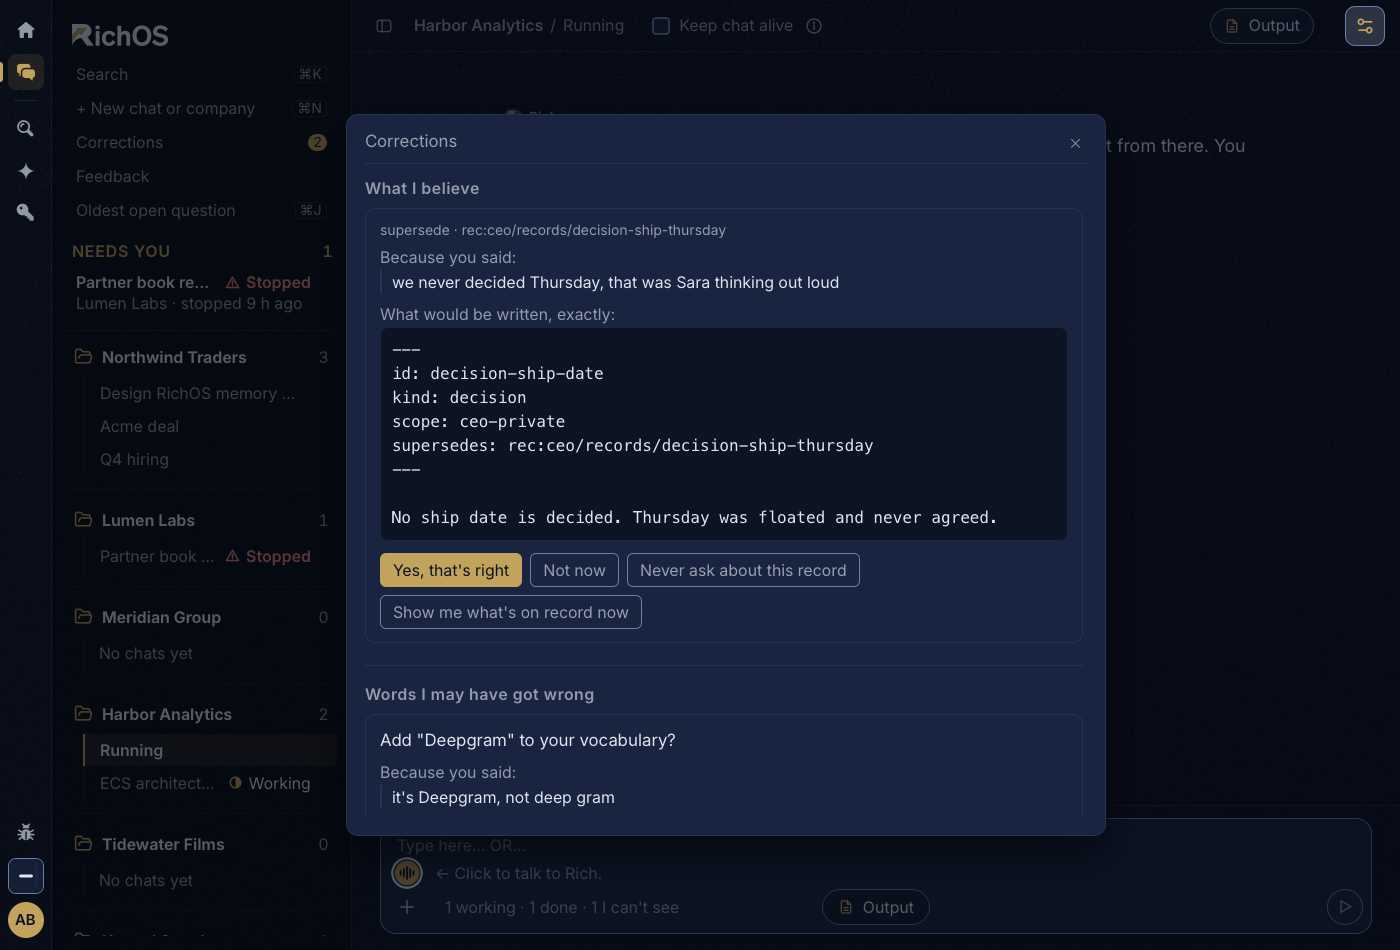 RichOS
Search ⌘K
+ New chat or company ⌘N
Corrections 2
Feedback
Oldest open question ⌘J
NEEDS YOU 1
Partner book re... Stopped
Lumen Labs · stopped 9 h ago
Northwind Traders 3
Design RichOS memory ...
Acme deal
Q4 hiring
Lumen Labs 1
Partner book ... Stopped
Meridian Group 0
No chats yet
Harbor Analytics 2
Running
ECS architect... Working
Tidewater Films 0
No chats yet
AB
Harbor Analytics / Running
Keep chat alive
Output
t from there. You
Corrections
What I believe
supersede · rec:ceo/records/decision-ship-thursday
Because you said:
we never decided Thursday, that was Sara thinking out loud
What would be written, exactly:
---
id: decision-ship-date
kind: decision
scope: ceo-private
supersedes: rec:ceo/records/decision-ship-thursday
---
No ship date is decided. Thursday was floated and never agreed.
Yes, that's right
Not now
Never ask about this record
Show me what's on record now
Words I may have got wrong
Add "Deepgram" to your vocabulary?
Because you said:
it's Deepgram, not deep gram
Type here... OR...
← Click to talk to Rich.
1 working · 1 done · 1 I can't see
Output